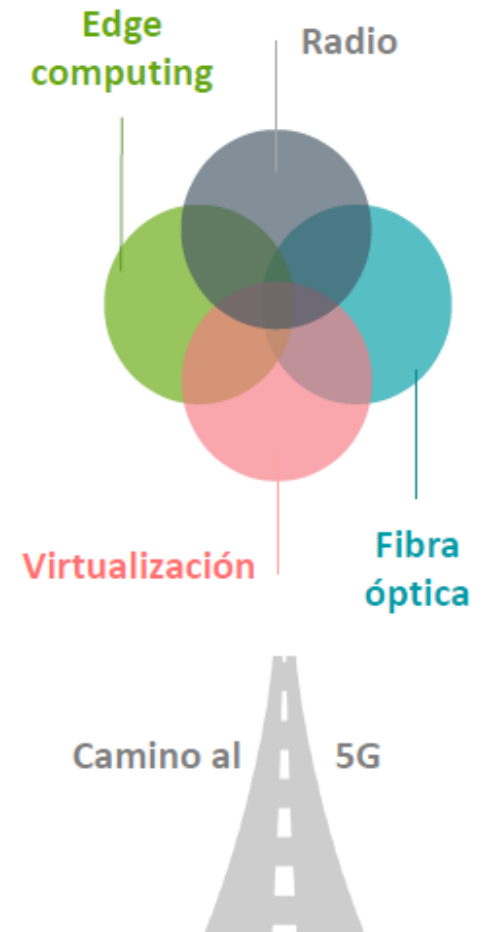 Edge
computing
Radio
Virtualización
Fibra
óptica
Camino al 5G